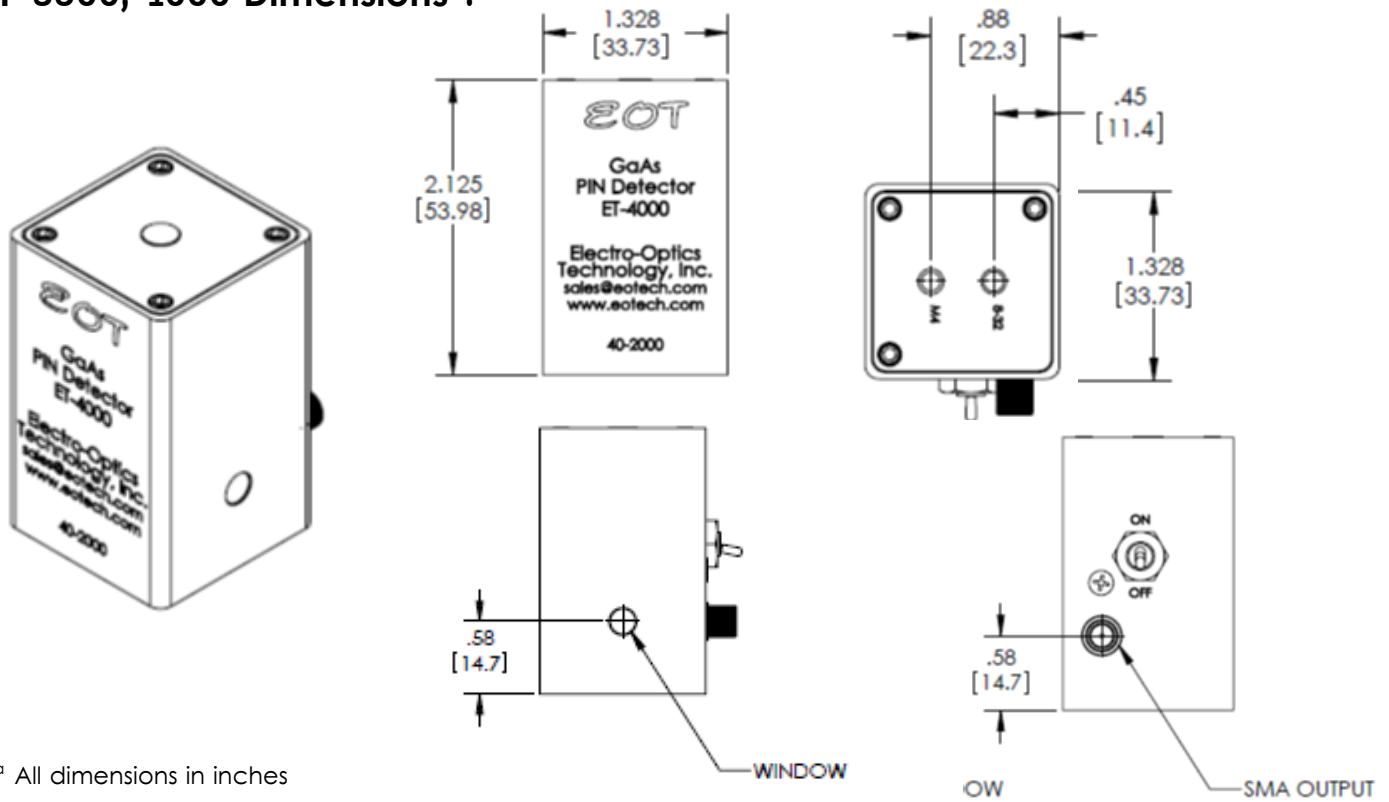 1.328
[33.73]
.88
[22.3]
.45
[11.4]
2.125
[53.98]
EOT
GaAs
PIN Detector
ET-4000
Electro-Optics
Technology, Inc.
sales@eotech.com
www.eotech.com
40-2000
M4
8-32
1.328
[33.73]
EOT
GaAs
PIN Detector
ET-4000
Electro-Optics
Technology, Inc.
sales@eotech.com
www.eotech.com
40-2000
.58
[14.7]
WINDOW
ON
OFF
.58
[14.7]
OW
SMA OUTPUT
a All dimensions in inches